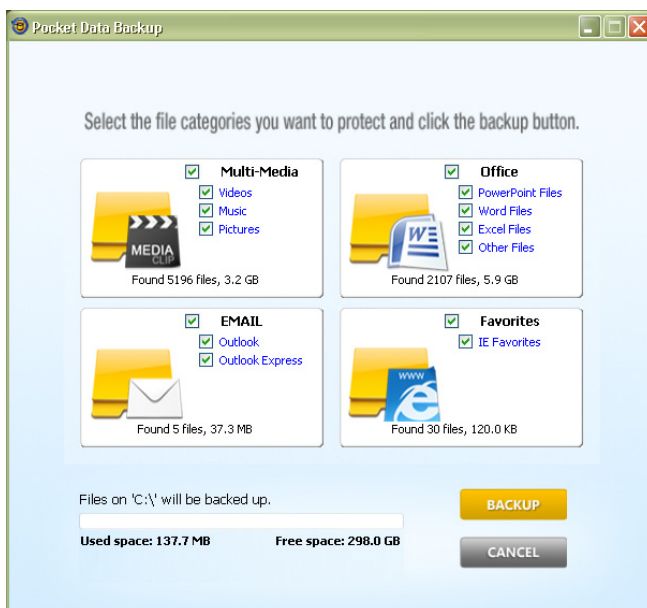 Pocket Data Backup
Select the file categories you want to protect and click the backup button.
Multi-Media
Videos
Music
Pictures
MEDIA
CLIP
Found 5196 files, 3.2 GB
Office
PowerPoint Files
Word Files
Excel Files
Other Files
W
Found 2107 files, 5.9 GB
EMAIL
Outlook
Outlook Express
Found 5 files, 37.3 MB
Favorites
IE Favorites
www
Found 30 files, 120.0 KB
Files on 'C:\' will be backed up.
Used space: 137.7 MB Free space: 298.0 GB
BACKUP
CANCEL